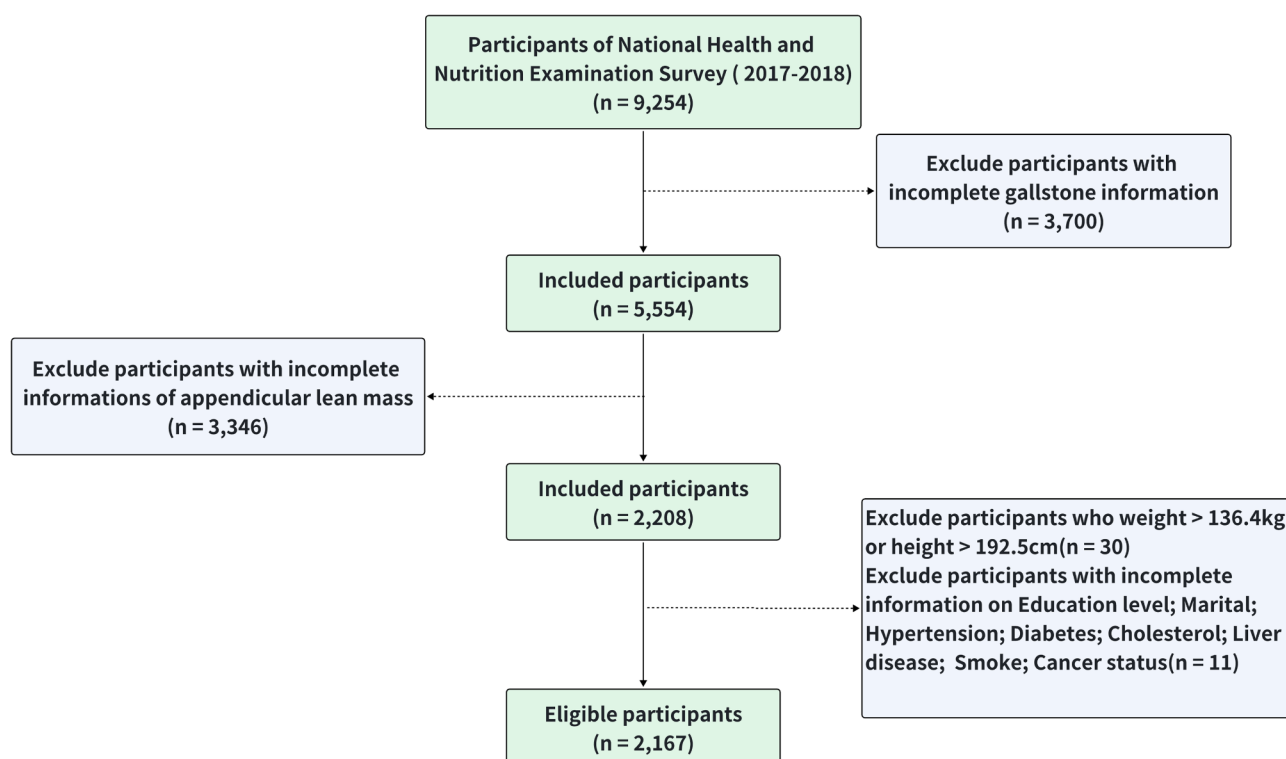 Participants of National Health and
Nutrition Examination Survey ( 2017-2018)
(n = 9,254)
Exclude participants with
incomplete gallstone information
(n = 3,700)
Included participants
(n = 5,554)
Exclude participants with incomplete
informations of appendicular lean mass
(n = 3,346)
Included participants
(n = 2,208)
Exclude participants who weight > 136.4kg
or height > 192.5cm(n = 30)
Exclude participants with incomplete
information on Education level; Marital;
Hypertension; Diabetes; Cholesterol; Liver
disease;  Smoke; Cancer status(n = 11)
Eligible participants
(n = 2,167)